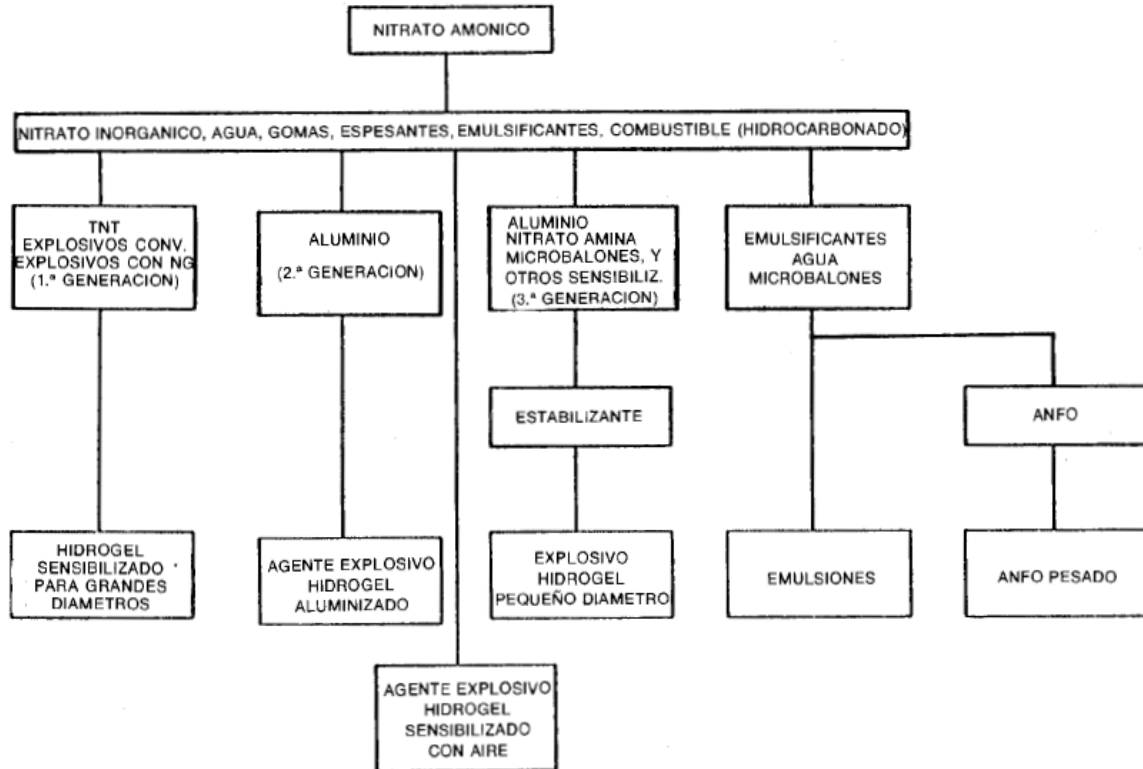 NITRATO AMONICO
NITRATO INORGANICO, AGUA, GOMAS, ESPESANTES, EMULSIFICANTES, COMBUSTIBLE (HIDROCARBONADO)
TNT
EXPLOSIVOS CONV.
EXPLOSIVOS CON NG
(1.ª GENERACION)
ALUMINIO
(2.ª GENERACION)
ALUMINIO
NITRATO AMINA
MICROBALONES, Y
OTROS SENSIBILIZ.
(3.ª GENERACION)
EMULSIFICANTES
AGUA
MICROBALONES
ESTABILIZANTE
ANFO
HIDROGEL
SENSIBILIZADO
PARA GRANDES
DIAMETROS
AGENTE EXPLOSIVO
HIDROGEL
ALUMINIZADO
EXPLOSIVO
HIDROGEL
PEQUEÑO DIAMETRO
EMULSIONES
ANFO PESADO
AGENTE EXPLOSIVO
HIDROGEL
SENSIBILIZADO
CON AIRE